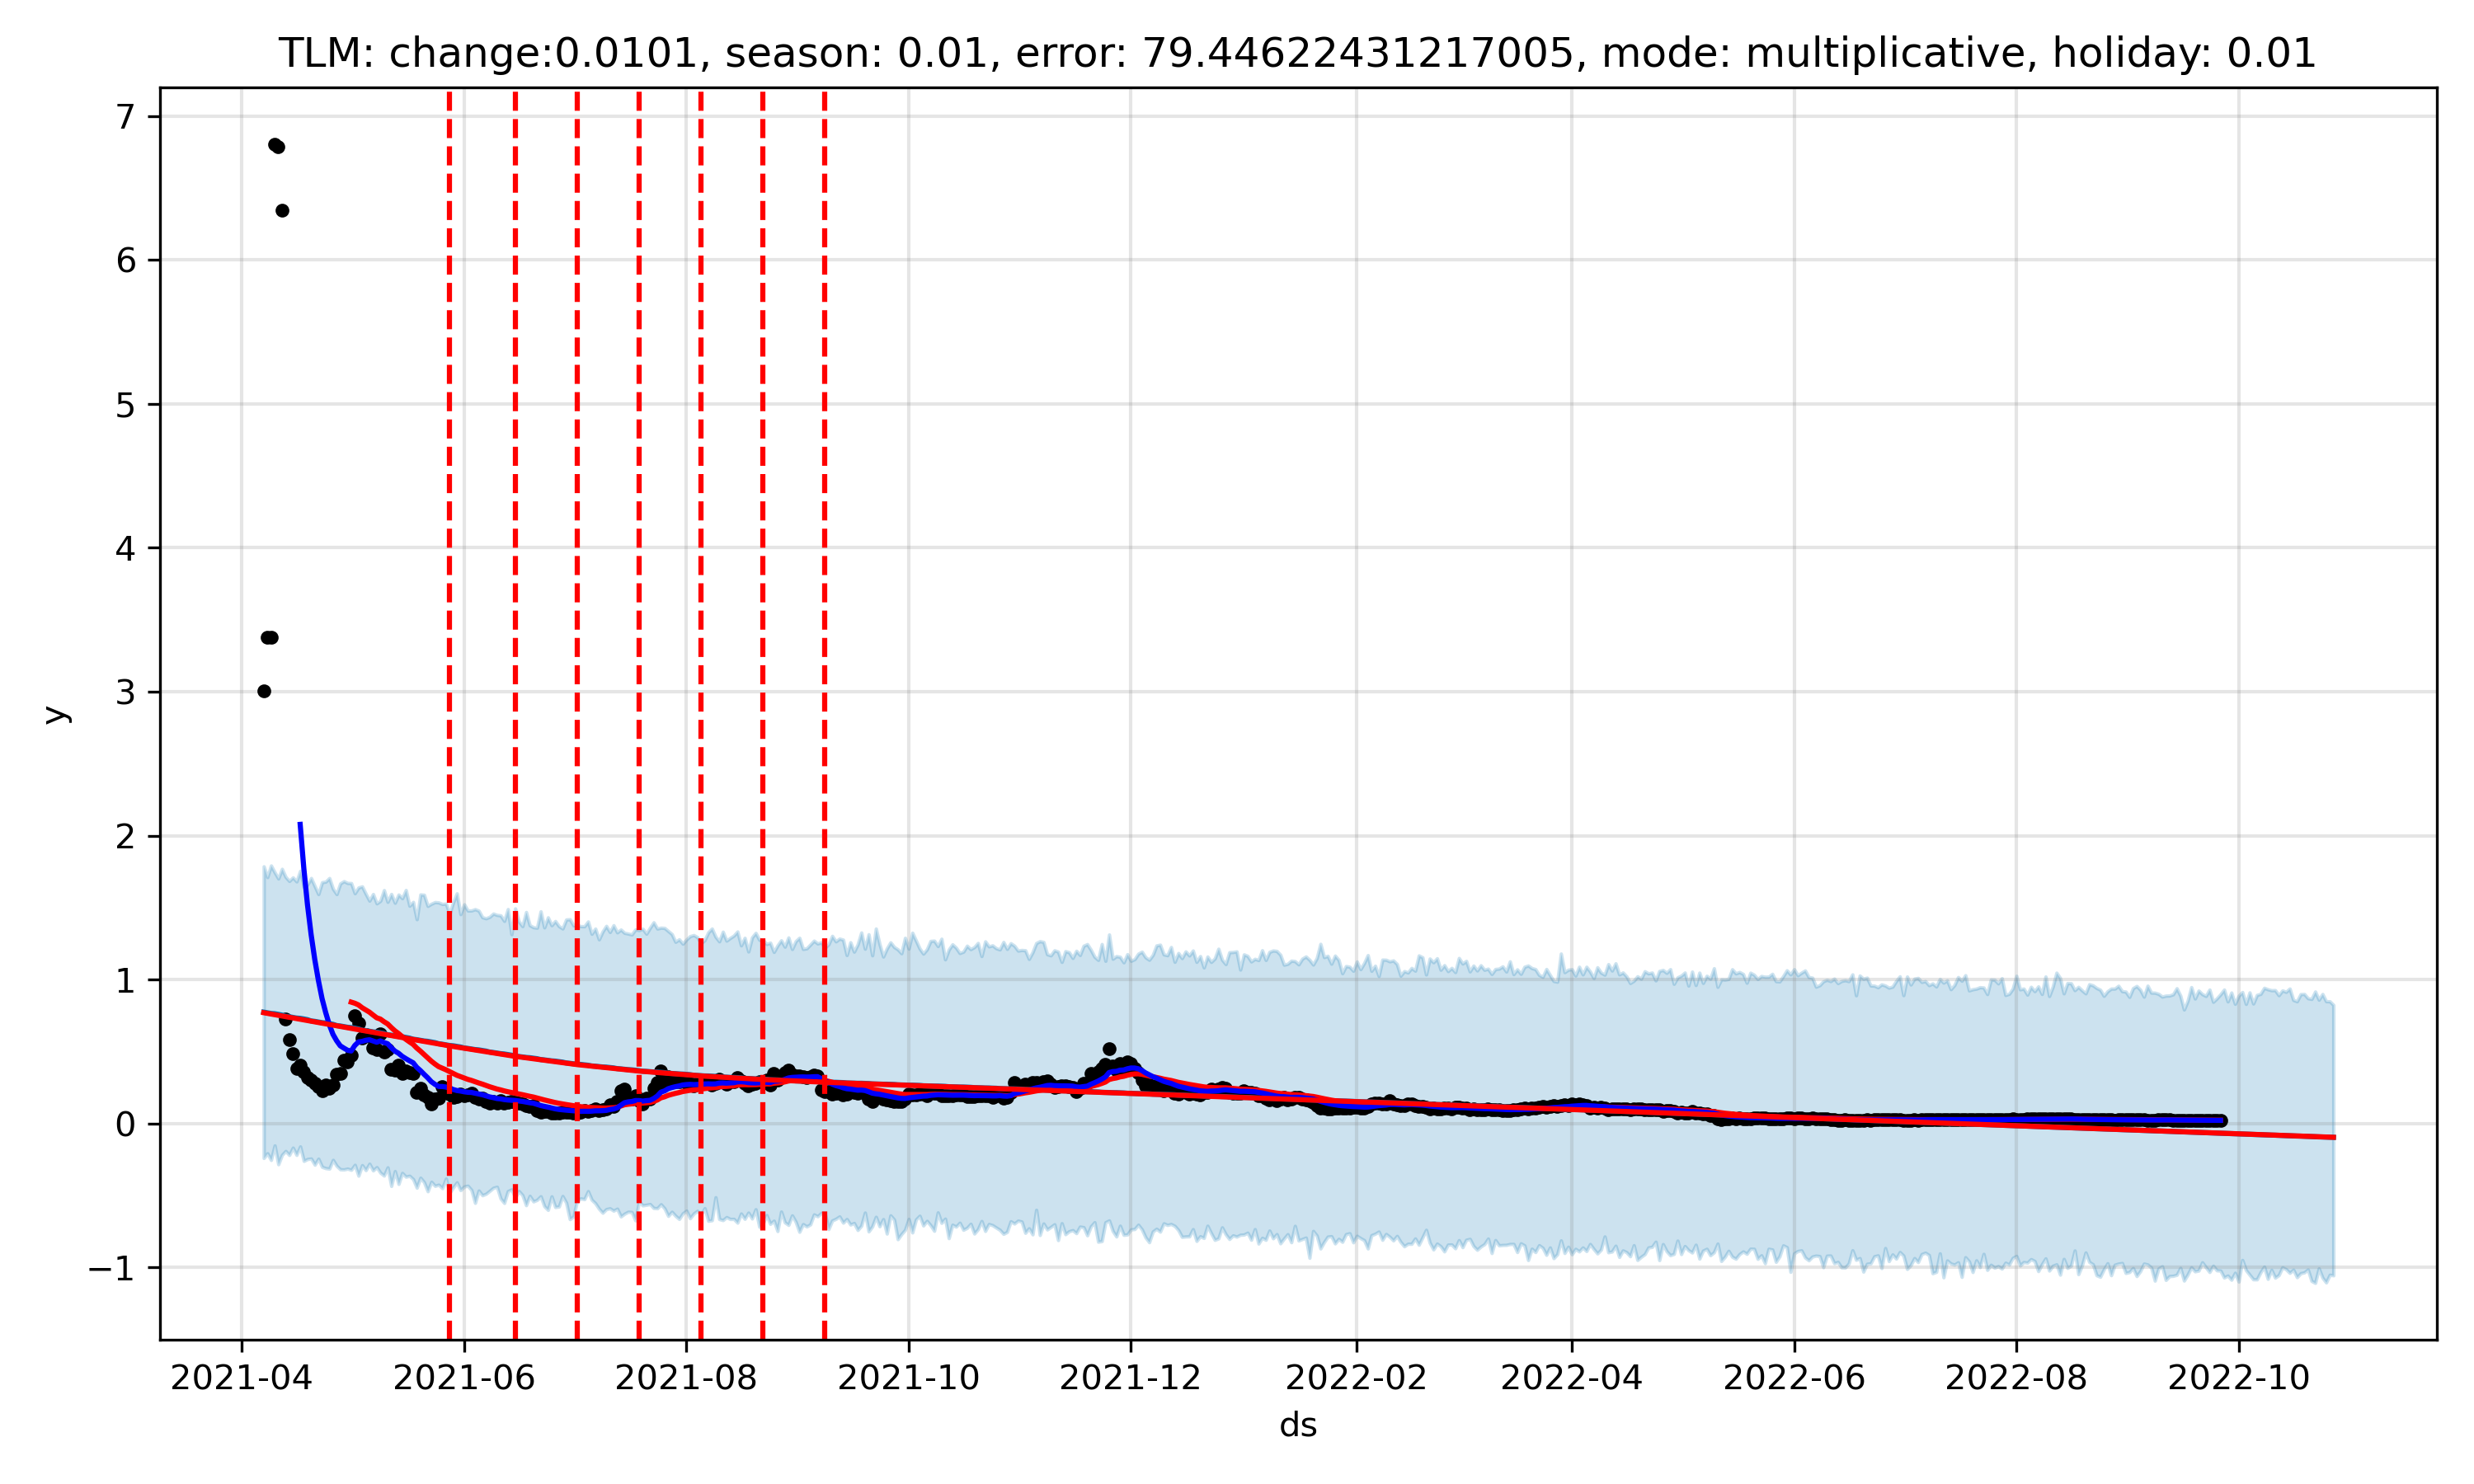 TLM: change:0.0101, season: 0.01, error: 79.44622431217005, mode: multiplicative, holiday: 0.01
7
6
5
4
3
2
1
0
−1
y
2021-04 2021-06 2021-08 2021-10 2021-12 2022-02 2022-04 2022-06 2022-08 2022-10
ds